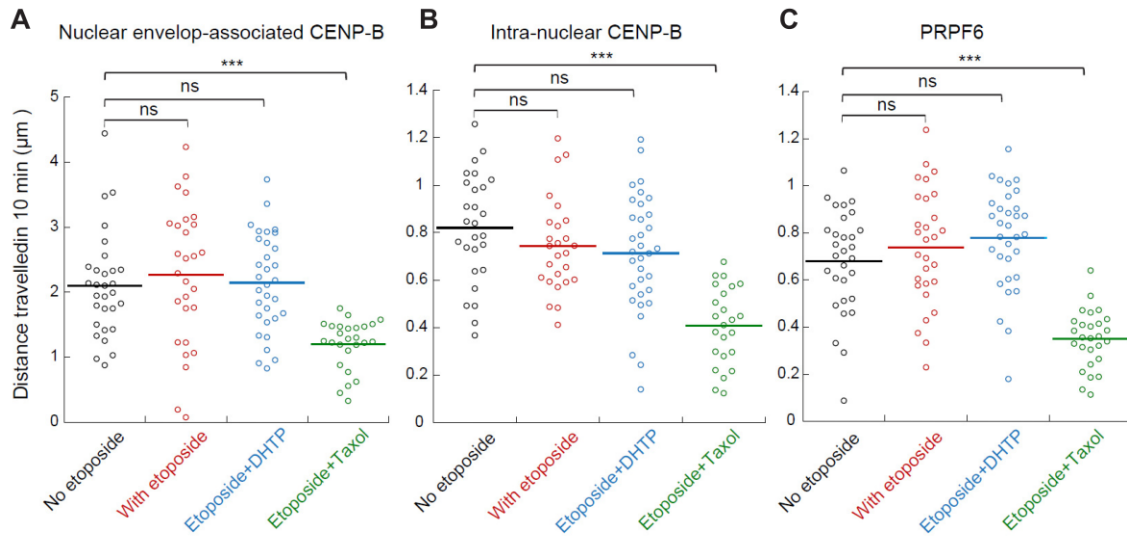 A
Nuclear envelop-associated CENP-B
***
ns
ns
Distance travelledin 10 min (µm)
5
4
3
2
1
0
No etoposide
With etoposide
Etoposide+DHTP
Etoposide+Taxol
B
Intra-nuclear CENP-B
***
ns
ns
1.4
1.2
1
0.8
0.6
0.4
0.2
0
No etoposide
With etoposide
Etoposide+DHTP
Etoposide+Taxol
C
PRPF6
***
ns
ns
1.4
1.2
1
0.8
0.6
0.4
0.2
0
No etoposide
With etoposide
Etoposide+DHTP
Etoposide+Taxol